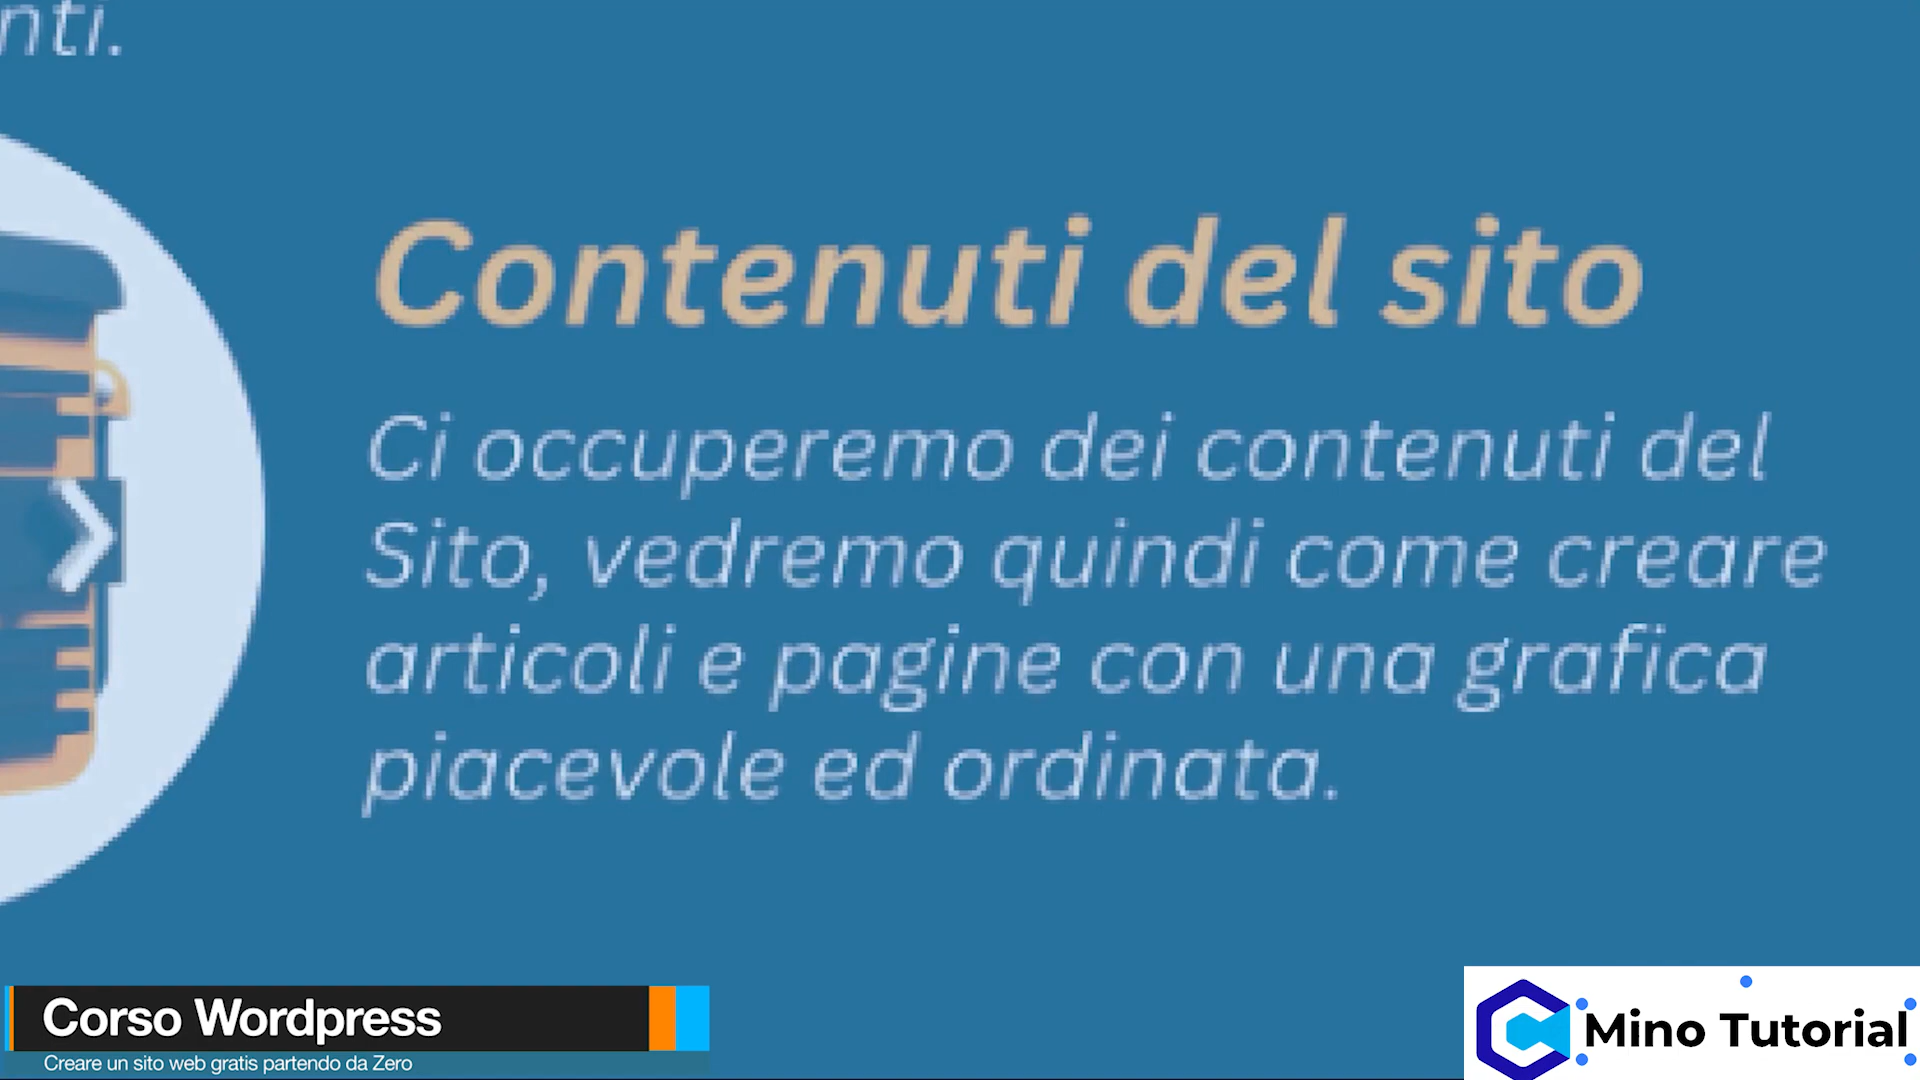 Contenuti del sito
Ci occuperemo dei contenuti del
Sito, vedremo quindi come creare
articoli e pagine con una grafica
piacevole ed ordinata.
Corso Wordpress
Creare un sito web gratis partendo da Zero
Mino Tutorial